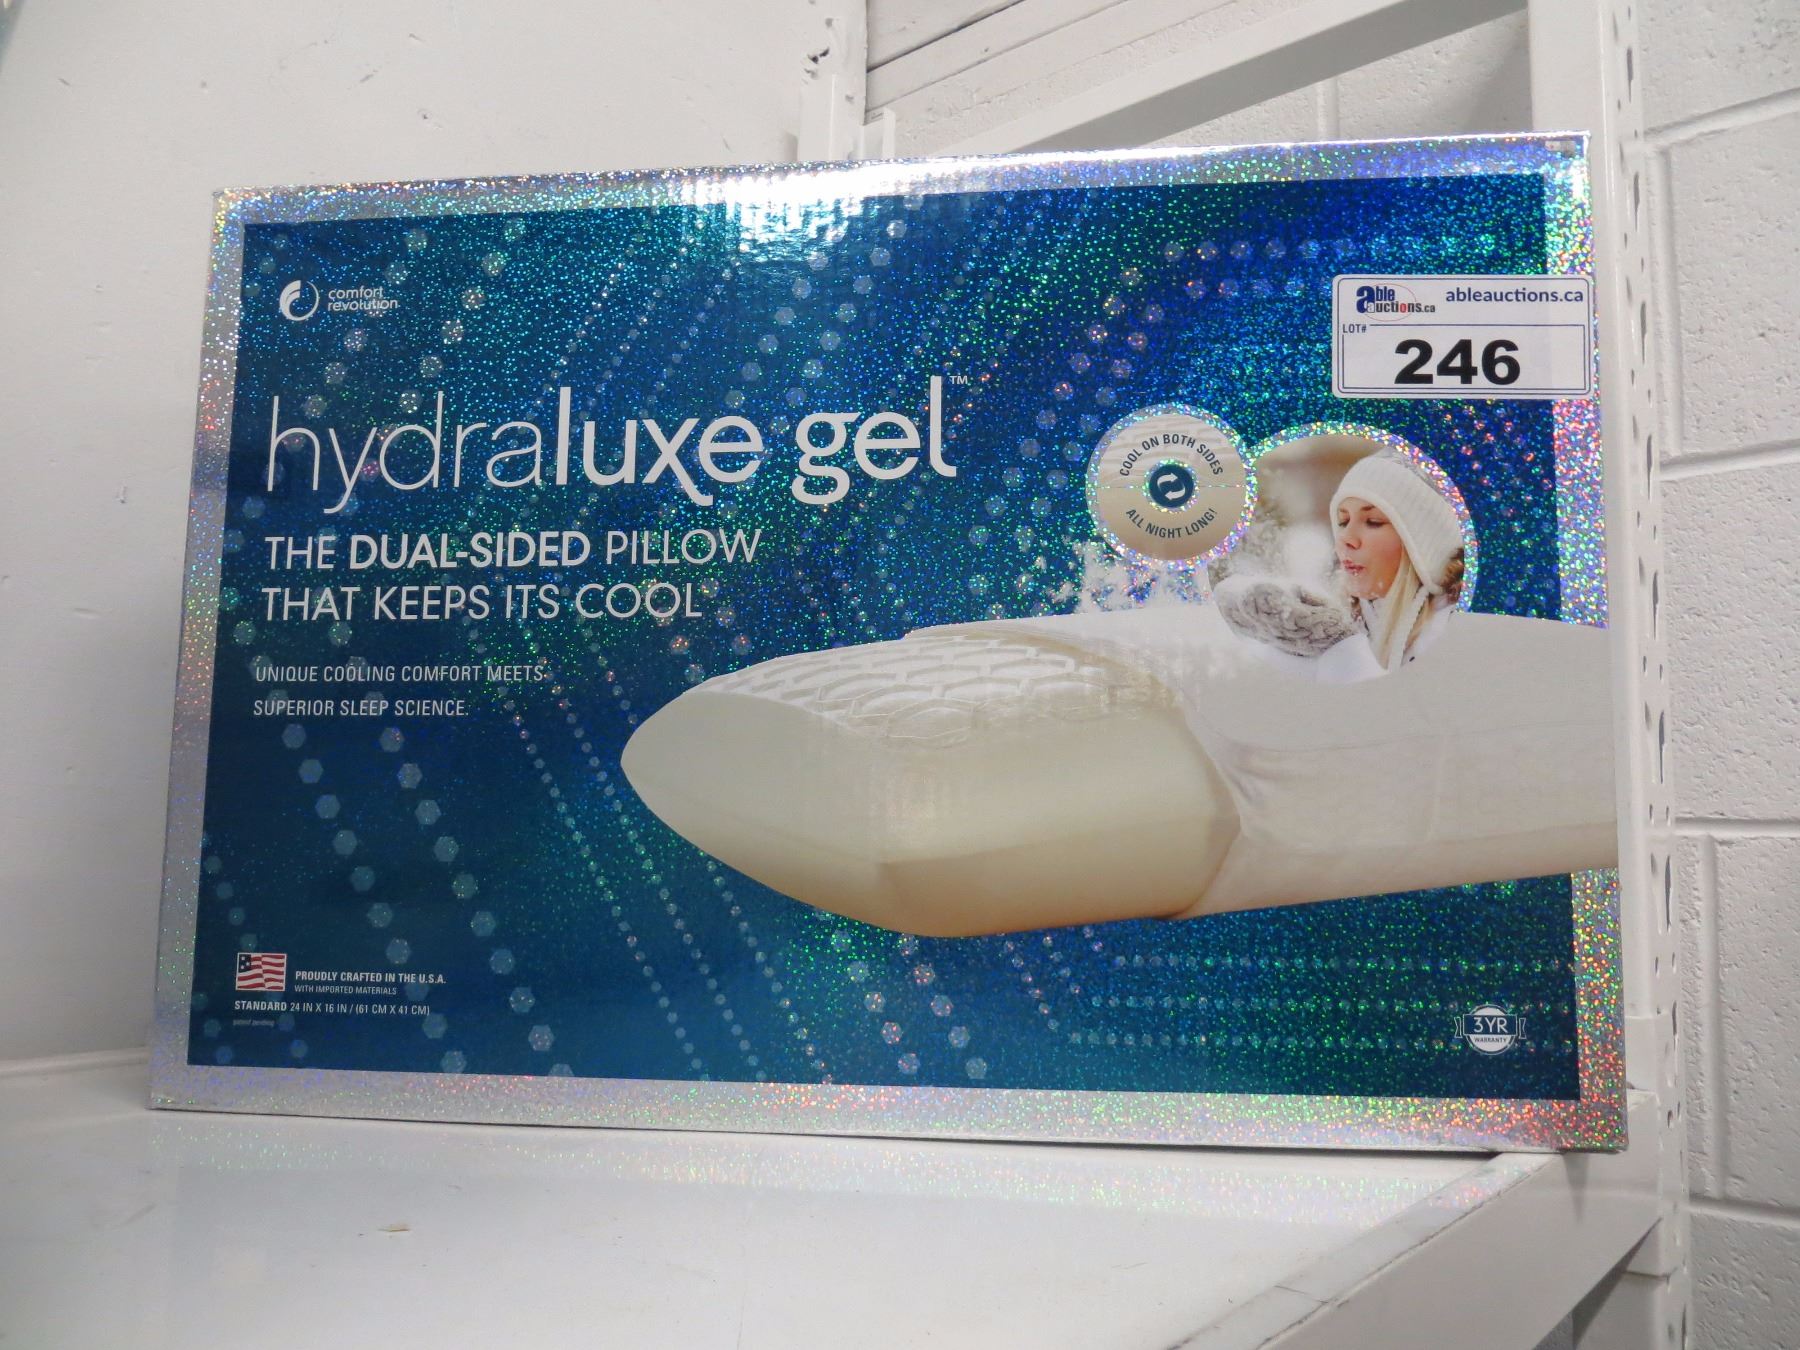 comfort
revolution
able
auctions.ca
ableauctions.ca
LOT#
246
hydraluxe gel™
THE DUAL-SIDED PILLOW
THAT KEEPS ITS COOL
UNIQUE COOLING COMFORT MEETS
SUPERIOR SLEEP SCIENCE.
COOL ON BOTH SIDES
ALL NIGHT LONG!
PROUDLY CRAFTED IN THE U.S.A.
WITH IMPORTED MATERIALS
STANDARD 24 IN X 16 IN / (61 CM X 41 CM)
patent pending
3 YR
WARRANTY